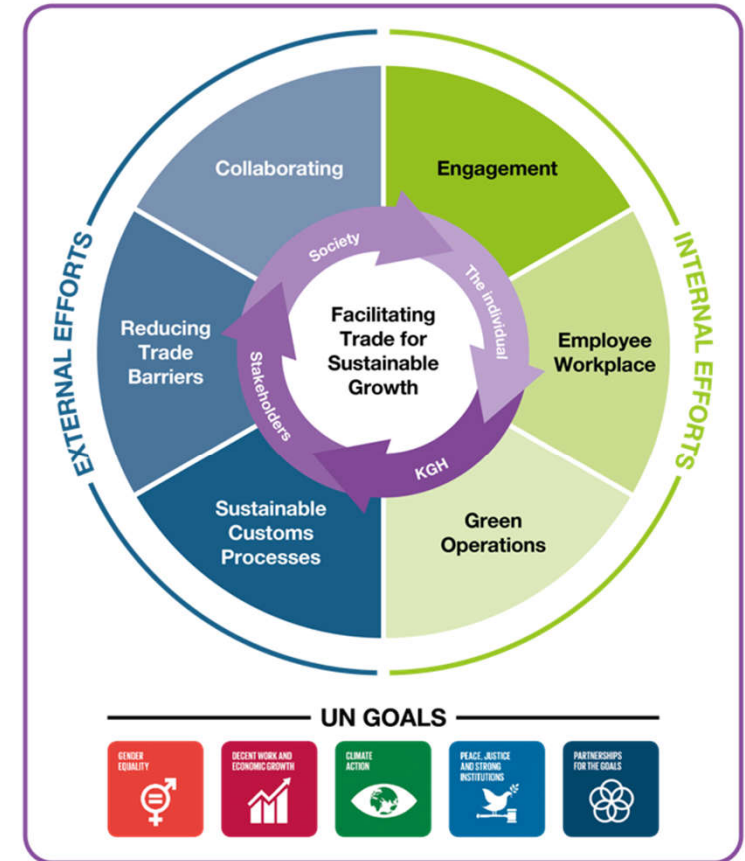 EXTERNAL EFFORTS
INTERNAL EFFORTS
Collaborating
Engagement
Reducing
Trade
Barriers
Employee
Workplace
Sustainable
Customs
Processes
Green
Operations
Society
The individual
KGH
Stakeholders
Facilitating
Trade for
Sustainable
Growth
UN GOALS
GENDER
EQUALITY
DECENT WORK AND
ECONOMIC GROWTH
CLIMATE
ACTION
PEACE, JUSTICE
AND STRONG
INSTITUTIONS
PARTNERSHIPS
FOR THE GOALS